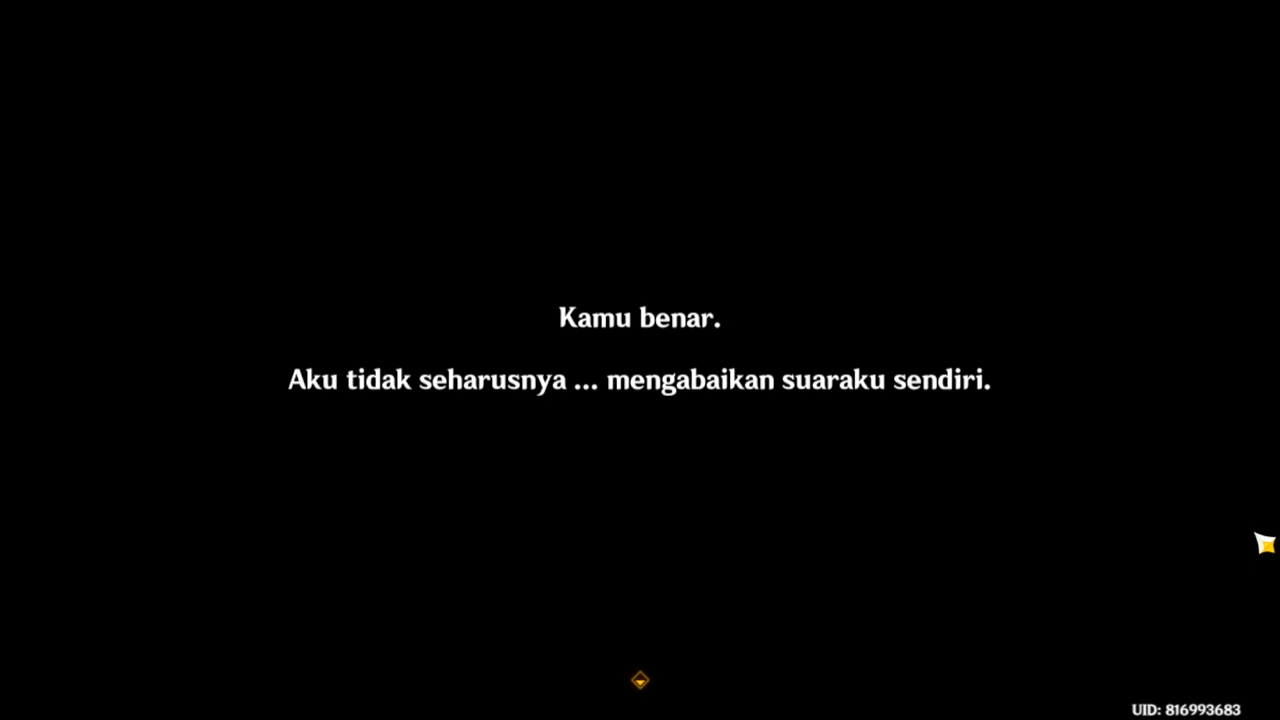 Kamu benar.
Aku tidak seharusnya ... mengabaikan suaraku sendiri.
UID: 816993683